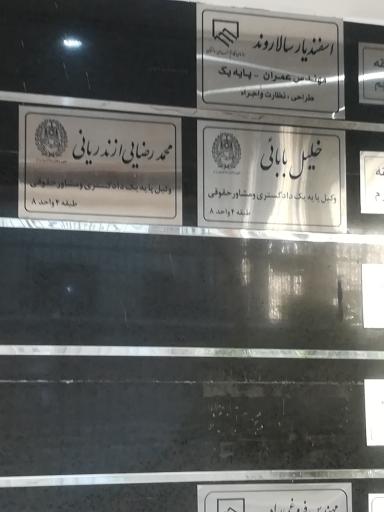 اسفندیار سالاروند
مهندس عمران - پایه یک
طراحی، نظارت و اجراء
خلیل بابائی
وکیل پایه یک دادگستری و مشاور حقوقی
طبقه ۲ واحد ۸
محمد رضایی ازندریانی
وکیل پایه یک دادگستری و مشاور حقوقی
طبقه ۲ واحد ۸